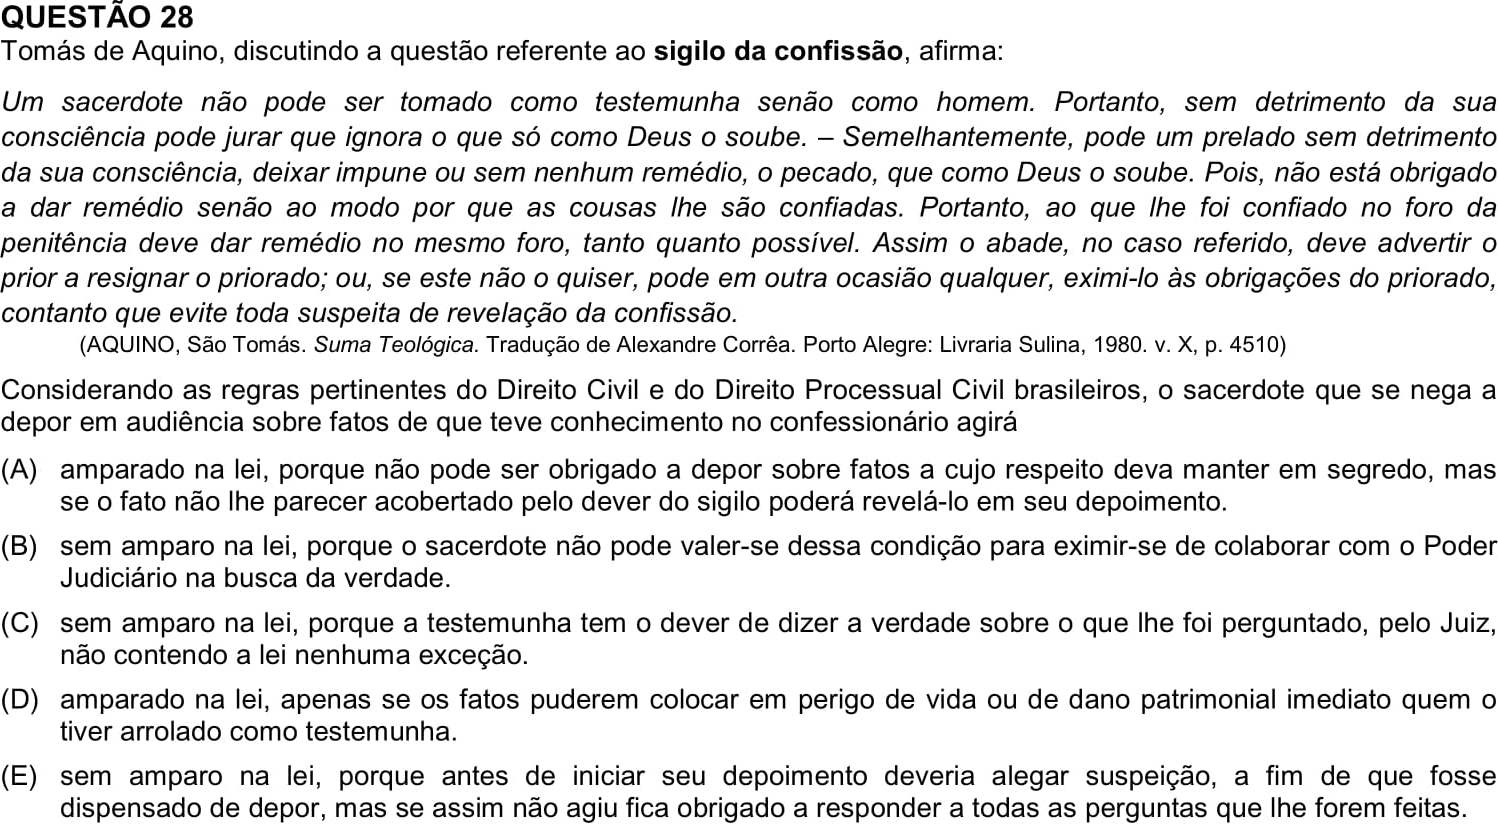 QUESTÃO 28
Tomás de Aquino, discutindo a questão referente ao sigilo da confissão, afirma:
Um sacerdote não pode ser tomado como testemunha senão como homem. Portanto, sem detrimento da sua
consciência pode jurar que ignora o que só como Deus o soube. – Semelhantemente, pode um prelado sem detrimento
da sua consciência, deixar impune ou sem nenhum remédio, o pecado, que como Deus o soube. Pois, não está obrigado
a dar remédio senão ao modo por que as cousas lhe são confiadas. Portanto, ao que lhe foi confiado no foro da
penitência deve dar remédio no mesmo foro, tanto quanto possível. Assim o abade, no caso referido, deve advertir o
prior a resignar o priorado; ou, se este não o quiser, pode em outra ocasião qualquer, eximi-lo às obrigações do priorado,
contanto que evite toda suspeita de revelação da confissão.
(AQUINO, São Tomás. Suma Teológica. Tradução de Alexandre Corrêa. Porto Alegre: Livraria Sulina, 1980. v. X, p. 4510)
Considerando as regras pertinentes do Direito Civil e do Direito Processual Civil brasileiros, o sacerdote que se nega a
depor em audiência sobre fatos de que teve conhecimento no confessionário agirá
(A) amparado na lei, porque não pode ser obrigado a depor sobre fatos a cujo respeito deva manter em segredo, mas
se o fato não lhe parecer acobertado pelo dever do sigilo poderá revelá-lo em seu depoimento.
(B) sem amparo na lei, porque o sacerdote não pode valer-se dessa condição para eximir-se de colaborar com o Poder
Judiciário na busca da verdade.
(C) sem amparo na lei, porque a testemunha tem o dever de dizer a verdade sobre o que lhe foi perguntado, pelo Juiz,
não contendo a lei nenhuma exceção.
(D) amparado na lei, apenas se os fatos puderem colocar em perigo de vida ou de dano patrimonial imediato quem o
tiver arrolado como testemunha.
(E) sem amparo na lei, porque antes de iniciar seu depoimento deveria alegar suspeição, a fim de que fosse
dispensado de depor, mas se assim não agiu fica obrigado a responder a todas as perguntas que lhe forem feitas.